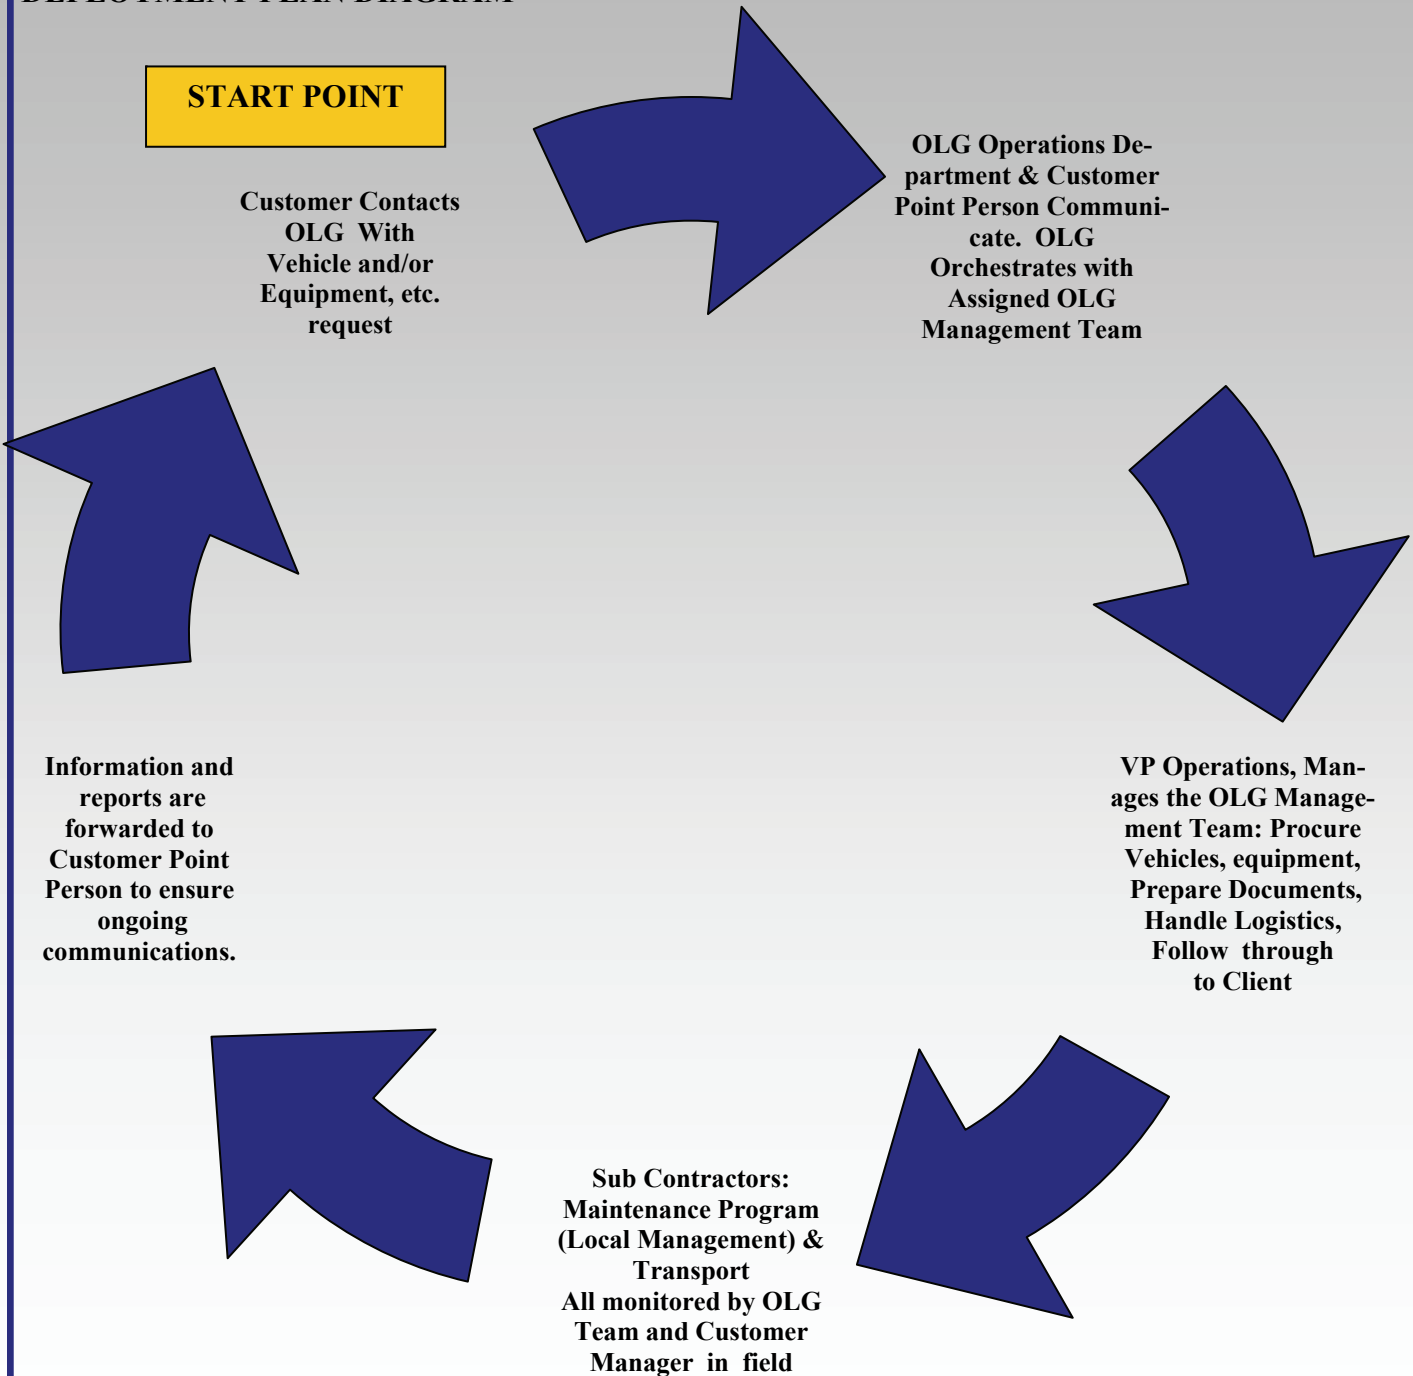 DEPLOYMENT PLAN DIAGRAM
START POINT
Customer Contacts
OLG With
Vehicle and/or
Equipment, etc.
request
OLG Operations De-
partment & Customer
Point Person Communi-
cate. OLG
Orchestrates with
Assigned OLG
Management Team
VP Operations, Man-
ages the OLG Manage-
ment Team: Procure
Vehicles, equipment,
Prepare Documents,
Handle Logistics,
Follow through
to Client
Sub Contractors:
Maintenance Program
(Local Management) &
Transport
All monitored by OLG
Team and Customer
Manager in field
Information and
reports are
forwarded to
Customer Point
Person to ensure
ongoing
communications.